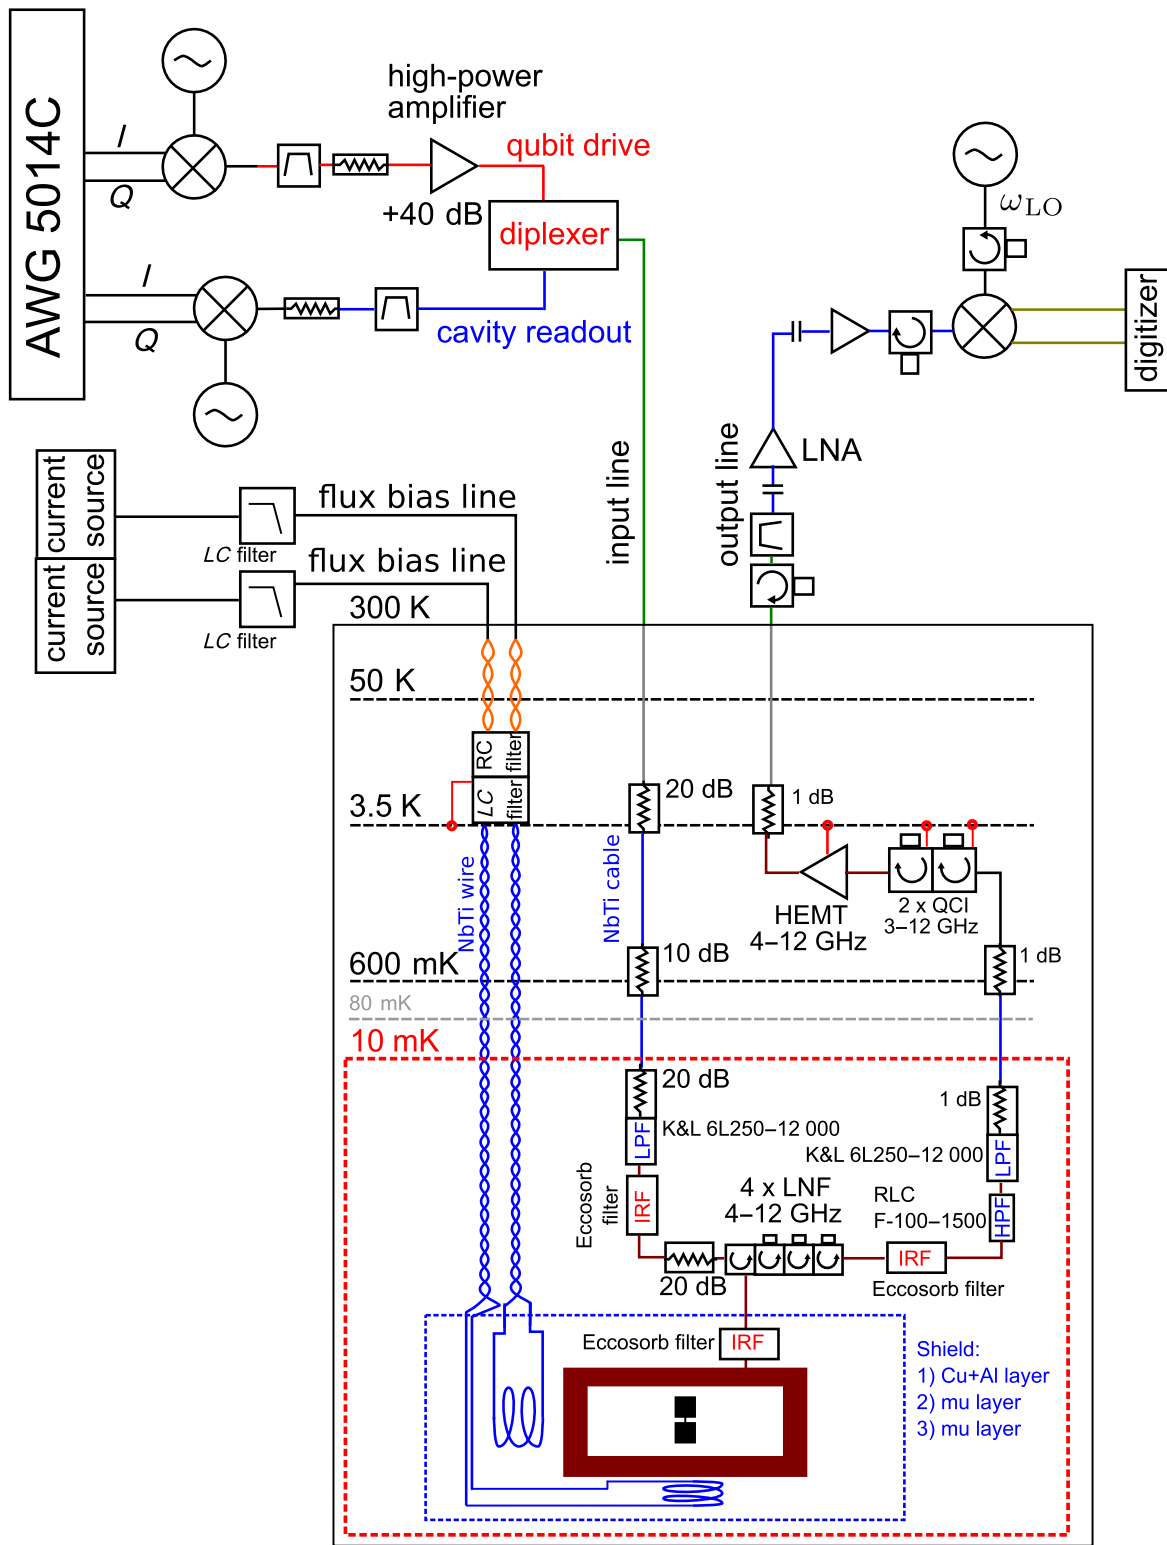 AWG 5014C
I
Q
high-power
amplifier
+40 dB
qubit drive
diplexer
I
Q
cavity readout
ωLO
digitizer
LNA
output line
input line
current
source
current
source
LC filter
LC filter
flux bias line
flux bias line
300 K
50 K
RC
filter
LC
filter
3.5 K
20 dB
1 dB
NbTi wire
NbTi cable
HEMT
4–12 GHz
2 x QCI
3–12 GHz
600 mK
10 dB
1 dB
80 mK
10 mK
20 dB
LPF
K&L 6L250–12 000
1 dB
K&L 6L250–12 000
LPF
Eccosorb
filter
IRF
4 x LNF
4–12 GHz
RLC
F-100–1500
HPF
20 dB
IRF
Eccosorb filter
Eccosorb filter
IRF
Shield:
1) Cu+Al layer
2) mu layer
3) mu layer